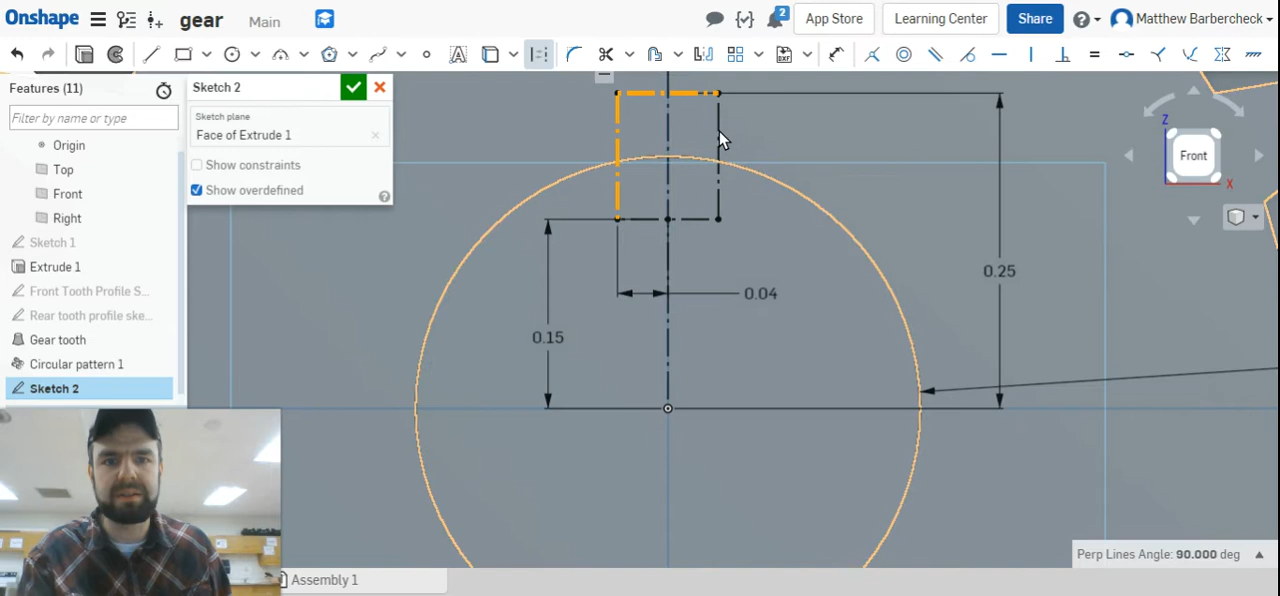 Onshape
gear
Main
2
App Store
Learning Center
Share
Matthew Barbercheck
Features (11)
Filter by name or type
Origin
Top
Front
Right
Sketch 1
Extrude 1
Front Tooth Profile S...
Rear tooth profile ske...
Gear tooth
Circular pattern 1
Sketch 2
Sketch 2
Sketch plane
Face of Extrude 1
Show constraints
Show overdefined
0.25
0.04
0.15
Z
Front
X
Perp Lines Angle: 90.000 deg
Assembly 1